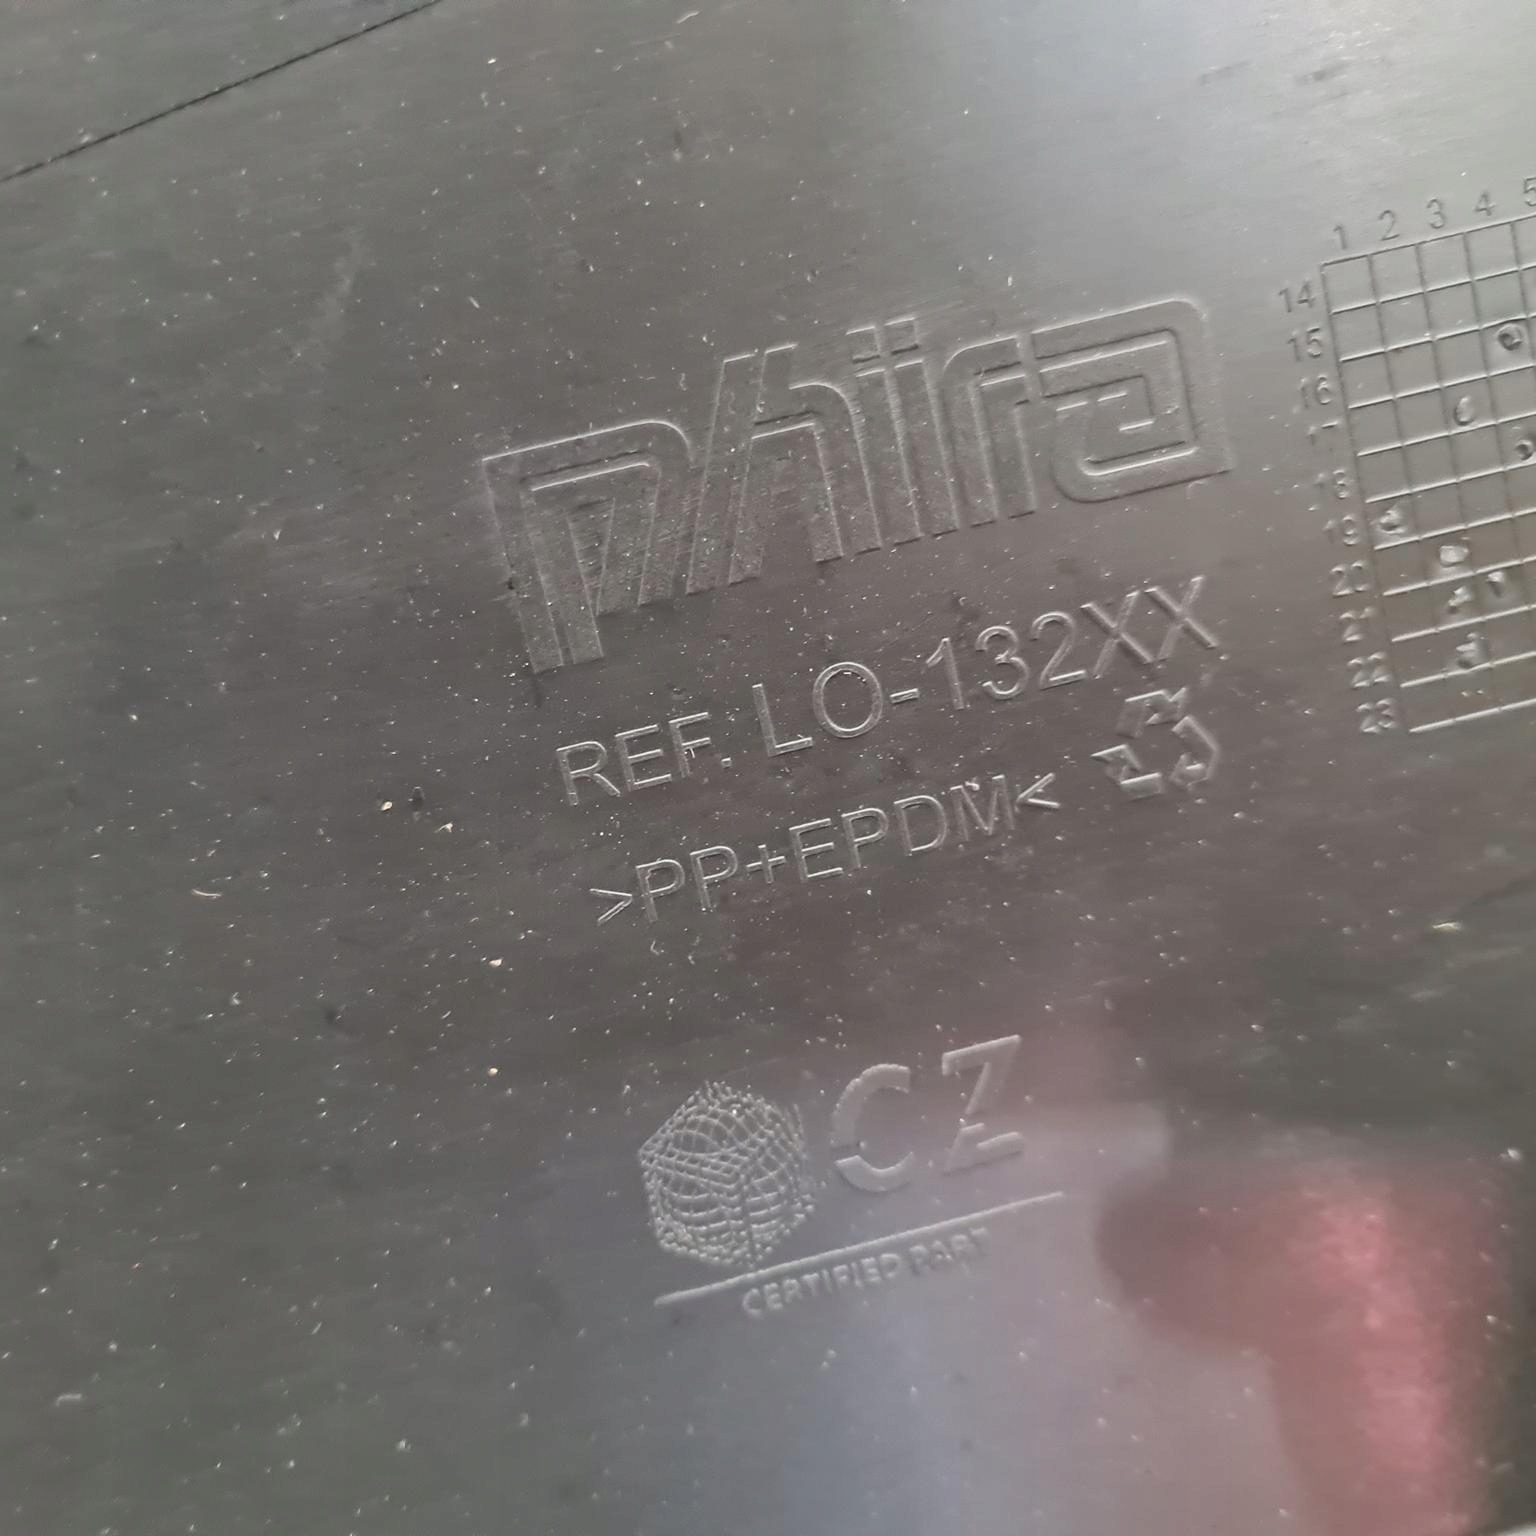 phira
REF. LO-132XX
>PP+EPDM<
CZ
CERTIFIED PART
1 2 3 4 5
14
15
16
17
18
19
20
21
22
23